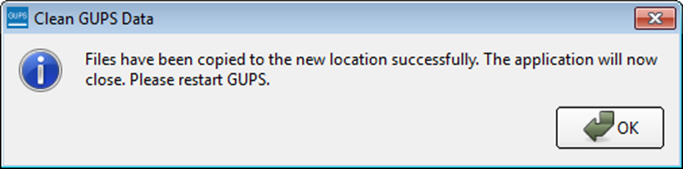 GUPS Clean GUPS Data
Files have been copied to the new location successfully. The application will now
close. Please restart GUPS.
OK